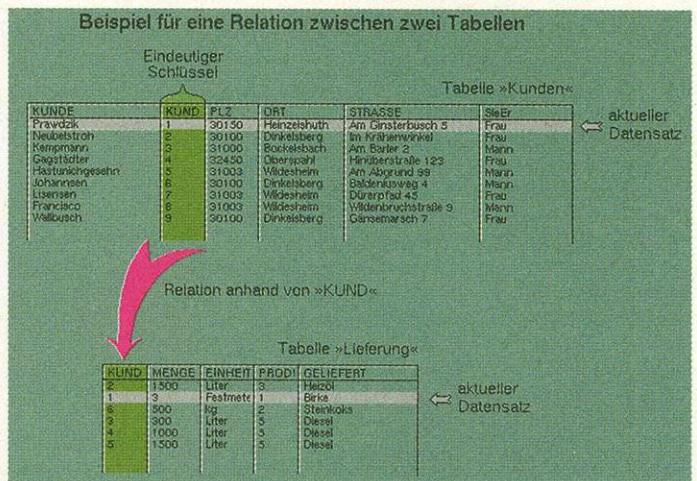 Beispiel für eine Relation zwischen zwei Tabellen
Eindeutiger
Schlüssel
Tabelle »Kunden«
KUNDE KUND PLZ ORT STRASSE SieEr
Prawdzik 1 30150 Heinzelshuth Am Ginsterbusch 5 Frau
Neubelstroh 2 30100 Dinkelsberg Im Krähenwinkel Frau
Kempmann 3 31000 Bockelsbach Am Barler 2 Mann
Gagstädter 4 32450 Oberspahl Hinüberstraße 123 Frau
Hastunichgesehn 5 31003 Wildesheim Am Abgrund 99 Mann
Johannsen 6 30100 Dinkelsberg Baldeniusweg 4 Mann
Lisensen 7 31003 Wildesheim Dürerpfad 45 Frau
Francisco 8 31003 Wildesheim Wildenbruchstraße 9 Mann
Wallbusch 9 30100 Dinkelsberg Gänsemarsch 7 Frau
aktueller
Datensatz
Relation anhand von »KUND«
Tabelle »Lieferung«
KUND MENGE EINHEIT PRODI GELIEFERT
2 1500 Liter 3 Heizöl
1 3 Festmete 1 Birke
6 500 kg 2 Steinkoks
3 300 Liter 5 Diesel
4 1000 Liter 5 Diesel
5 1500 Liter 5 Diesel
aktueller
Datensatz